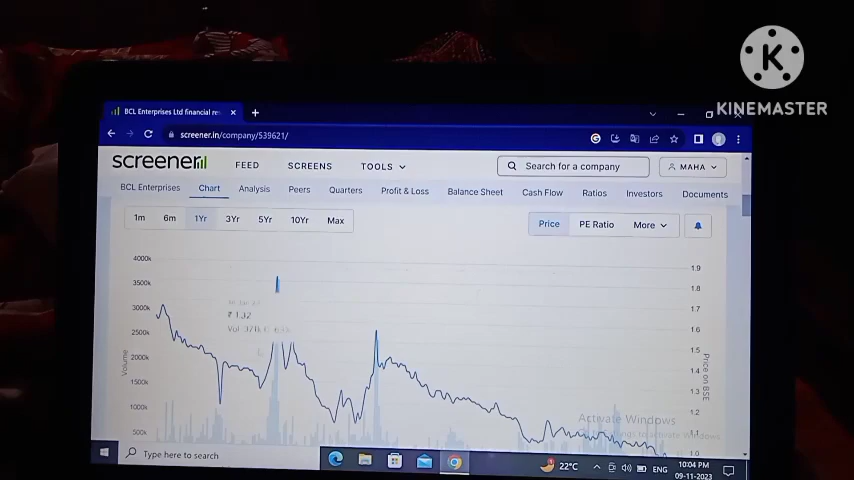 KINEMASTER
BCL Enterprises Ltd financial re
screener.in/company/539621/
screener FEED SCREENS TOOLS Search for a company MAHA
BCL Enterprises Chart Analysis Peers Quarters Profit & Loss Balance Sheet Cash Flow Ratios Investors Documents
1m 6m 1Yr 3Yr 5Yr 10Yr Max Price PE Ratio More
4000k 1.9
3500k 1.8
3000k 1.7
₹ 1.32
2500k 1.6
2000k 1.5
1500k 1.4
1.3
1000k 1.2
500k 1.1
1.0
Volume
Price on BSE
Activate Windows
to activate Windows
Type here to search 22°C ENG 10:04 PM
09-11-2023